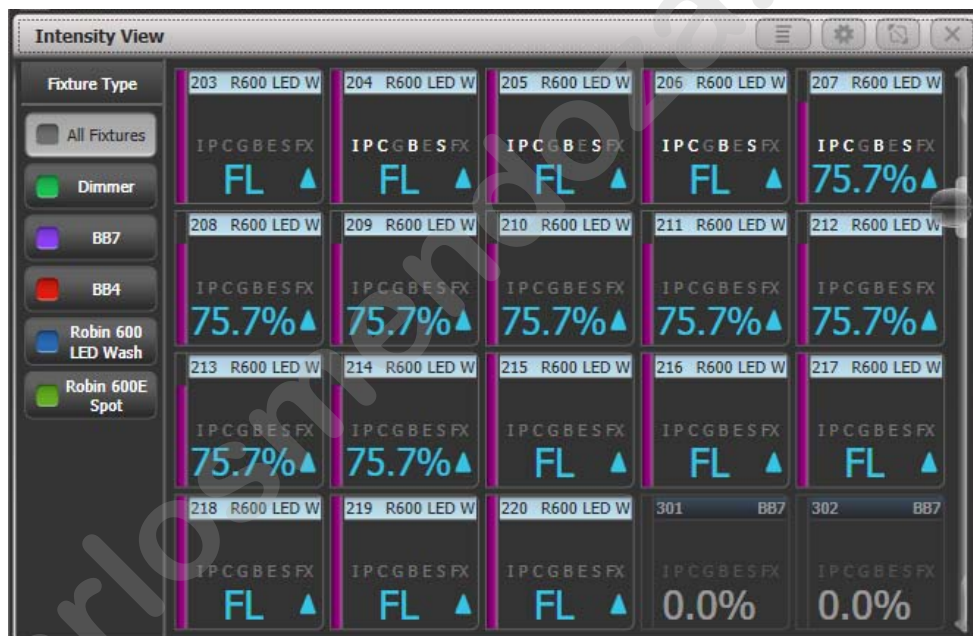 Intensity View
Fixture Type
All Fixtures
Dimmer
BB7
BB4
Robin 600
LED Wash
Robin 600E
Spot
203 R600 LED W 204 R600 LED W 205 R600 LED W 206 R600 LED W 207 R600 LED W
IPCGBESFX IPCGBESFX IPCGBESFX IPCGBESFX IPCGBESFX
FL FL FL FL 75.7%
208 R600 LED W 209 R600 LED W 210 R600 LED W 211 R600 LED W 212 R600 LED W
IPCGBESFX IPCGBESFX IPCGBESFX IPCGBESFX IPCGBESFX
75.7% 75.7% 75.7% 75.7% 75.7%
213 R600 LED W 214 R600 LED W 215 R600 LED W 216 R600 LED W 217 R600 LED W
IPCGBESFX IPCGBESFX IPCGBESFX IPCGBESFX IPCGBESFX
75.7% 75.7% FL FL FL
218 R600 LED W 219 R600 LED W 220 R600 LED W 301 BB7 302 BB7
IPCGBESFX IPCGBESFX IPCGBESFX IPCGBESFX IPCGBESFX
FL FL FL 0.0% 0.0%